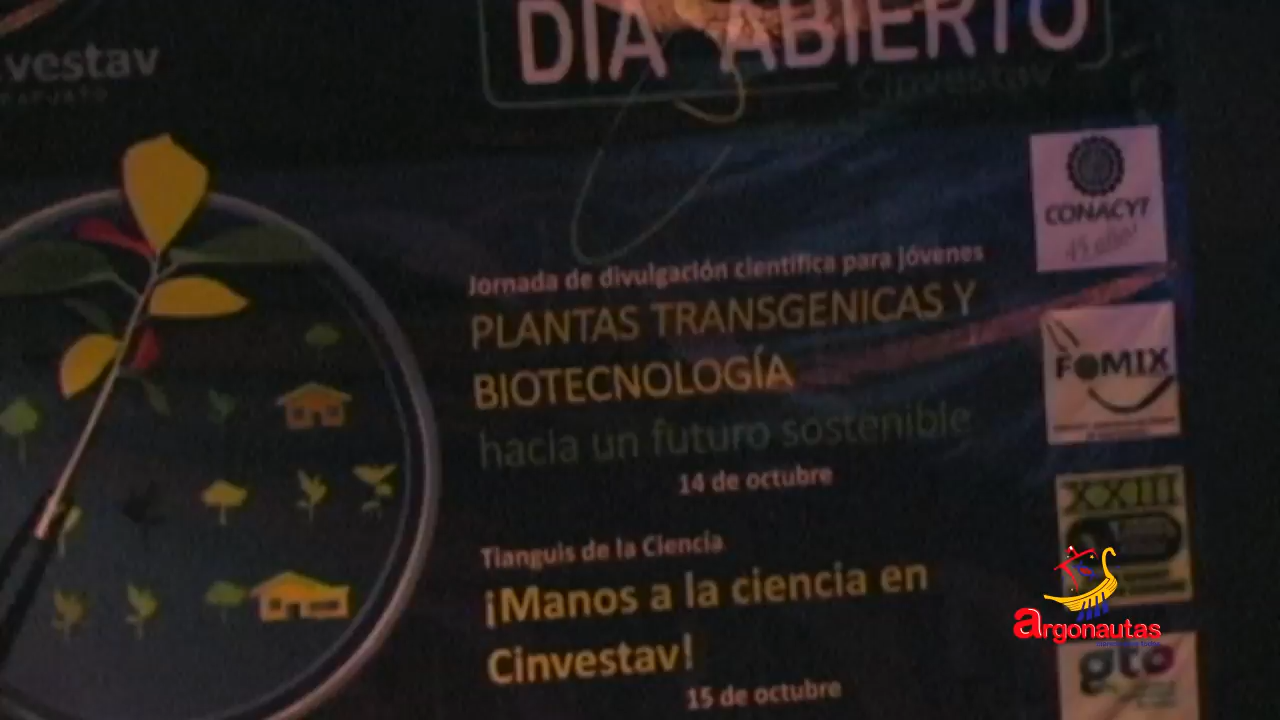 DÍA ABIERTO
Cinvestav
vestav
CONACYT
Jornada de divulgación científica para jóvenes
PLANTAS TRANSGENICAS Y
BIOTECNOLOGÍA
hacia un futuro sostenible
14 de octubre
FOMIX
Tianguis de la Ciencia
¡Manos a la ciencia en
Cinvestav!
15 de octubre
XXIII
argonautas
gto